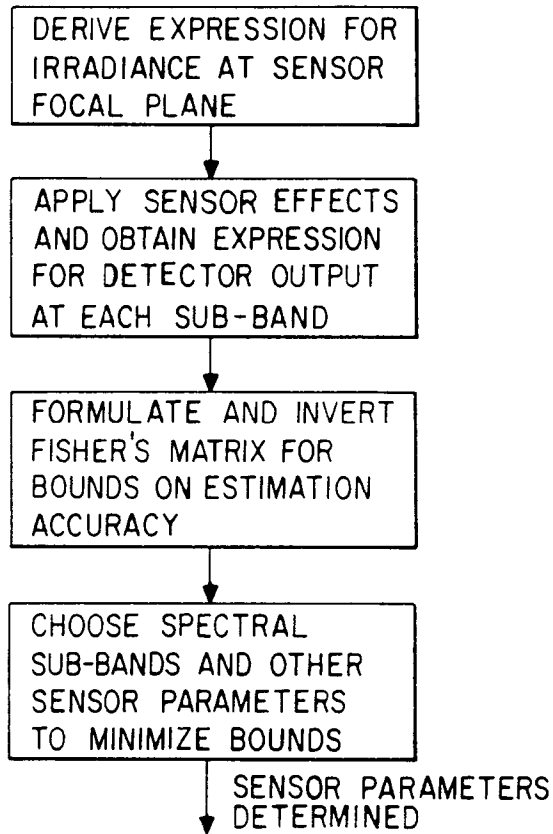 DERIVE EXPRESSION FOR
IRRADIANCE AT SENSOR
FOCAL PLANE
APPLY SENSOR EFFECTS
AND OBTAIN EXPRESSION
FOR DETECTOR OUTPUT
AT EACH SUB-BAND
FORMULATE AND INVERT
FISHER'S MATRIX FOR
BOUNDS ON ESTIMATION
ACCURACY
CHOOSE SPECTRAL
SUB-BANDS AND OTHER
SENSOR PARAMETERS
TO MINIMIZE BOUNDS
SENSOR PARAMETERS
DETERMINED